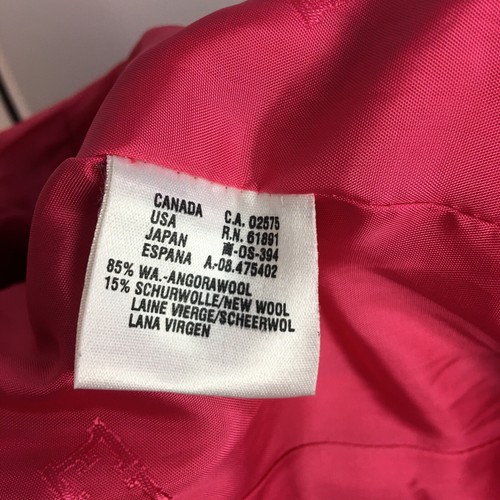 CANADA C.A. 02575
USA R.N. 61891
JAPAN -OS-394
ESPANA A.-08.475402
85% WA.-ANGORAWOOL
15% SCHURWOLLE/NEW WOOL
LAINE VIERGE/SCHEERWOL
LANA VIRGEN